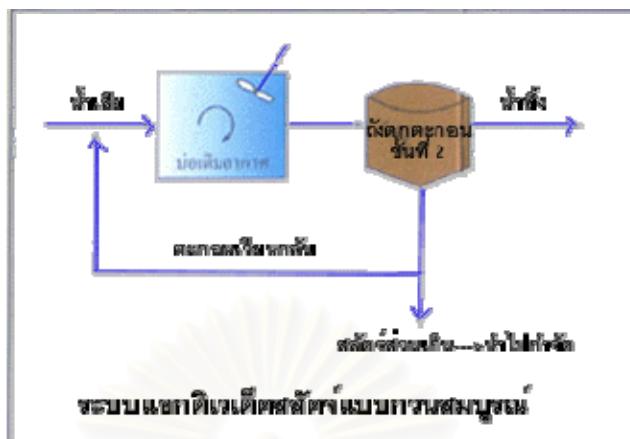 น้ำเสีย
น้ำทิ้ง
ถังตกตะกอน
ชั้นที่ 2
บ่อเติมอากาศ
ตะกอนเวียนกลับ
สลัดจ์ส่วนเกิน--->นำไปกำจัด
ระบบแอกติเวเต็ดสลัดจ์แบบกวนสมบูรณ์